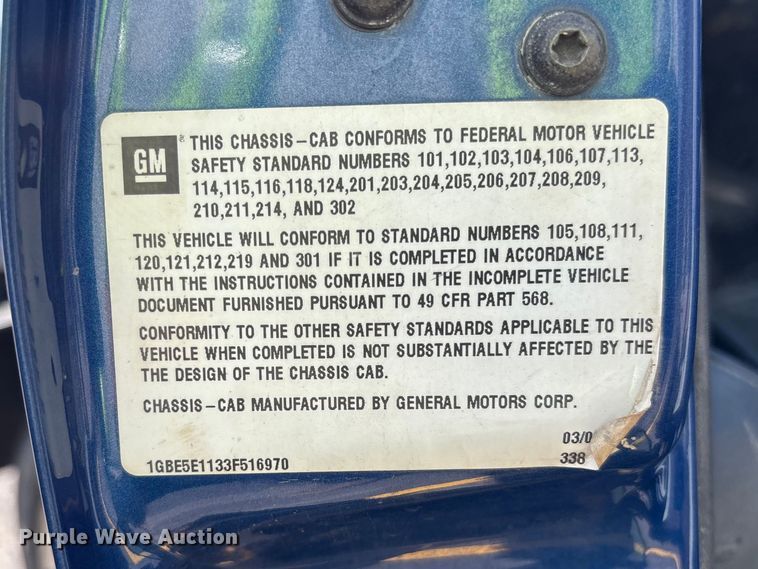 GM
® THIS CHASSIS-CAB CONFORMS TO FEDERAL MOTOR VEHICLE
SAFETY STANDARD NUMBERS 101,102,103,104,106,107,113,
114,115,116,118,124,201,203,204,205,206,207,208,209,
210,211,214, AND 302
THIS VEHICLE WILL CONFORM TO STANDARD NUMBERS 105,108,111,
120,121,212,219 AND 301 IF IT IS COMPLETED IN ACCORDANCE
WITH THE INSTRUCTIONS CONTAINED IN THE INCOMPLETE VEHICLE
DOCUMENT FURNISHED PURSUANT TO 49 CFR PART 568.
CONFORMITY TO THE OTHER SAFETY STANDARDS APPLICABLE TO THIS
VEHICLE WHEN COMPLETED IS NOT SUBSTANTIALLY AFFECTED BY THE
THE DESIGN OF THE CHASSIS CAB.
CHASSIS-CAB MANUFACTURED BY GENERAL MOTORS CORP.
03/0
1GBE5E1133F516970 338
Purple Wave Auction